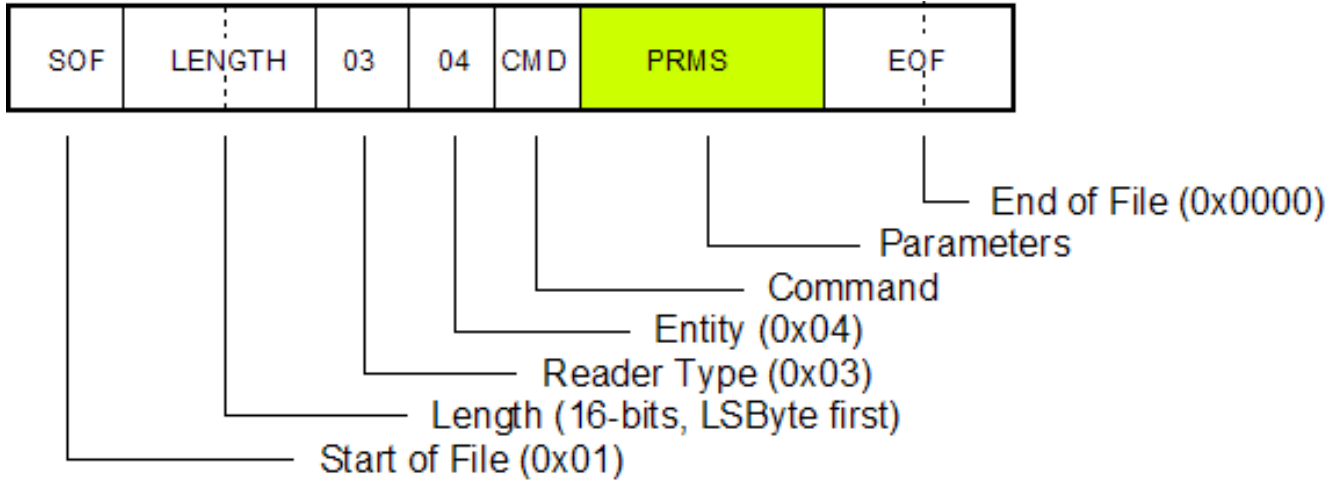 SOF LENGTH 03 04 CMD PRMS EOF
End of File (0x0000)
Parameters
Command
Entity (0x04)
Reader Type (0x03)
Length (16-bits, LSByte first)
Start of File (0x01)